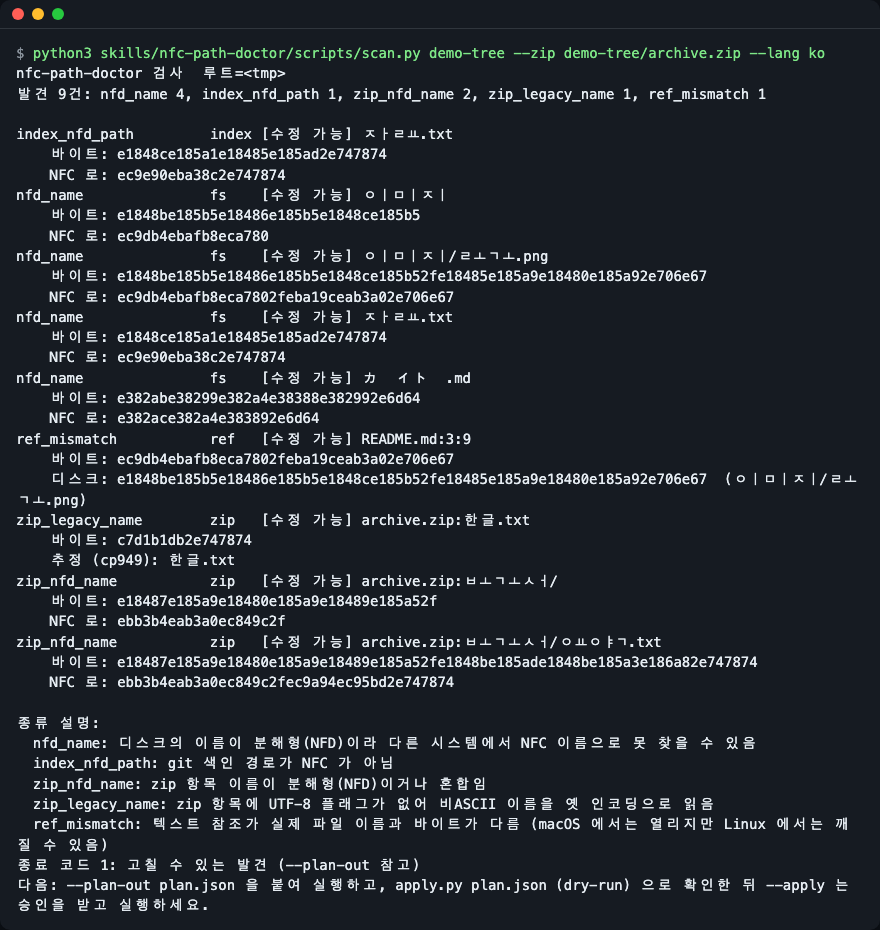 $ python3 skills/nfc-path-doctor/scripts/scan.py demo-tree --zip demo-tree/archive.zip --lang ko
nfc-path-doctor 검사  루트=<tmp>
발견 9건: nfd_name 4, index_nfd_path 1, zip_nfd_name 2, zip_legacy_name 1, ref_mismatch 1
index_nfd_path         index [수정 가능] ㅈㅏㄹㅛ.txt
    바이트: e1848ce185a1e18485e185ad2e747874
    NFC 로: ec9e90eba38c2e747874
nfd_name               fs    [수정 가능] ㅇㅣㅁㅣㅈㅣ
    바이트: e1848be185b5e18486e185b5e1848ce185b5
    NFC 로: ec9db4ebafb8eca780
nfd_name               fs    [수정 가능] ㅇㅣㅁㅣㅈㅣ/ㄹㅗㄱㅗ.png
    바이트: e1848be185b5e18486e185b5e1848ce185b52fe18485e185a9e18480e185a92e706e67
    NFC 로: ec9db4ebafb8eca7802feba19ceab3a02e706e67
nfd_name               fs    [수정 가능] ㅈㅏㄹㅛ.txt
    바이트: e1848ce185a1e18485e185ad2e747874
    NFC 로: ec9e90eba38c2e747874
nfd_name               fs    [수정 가능] カ  イト  .md
    바이트: e382abe38299e382a4e38388e382992e6d64
    NFC 로: e382ace382a4e383892e6d64
ref_mismatch           ref   [수정 가능] README.md:3:9
    바이트: ec9db4ebafb8eca7802feba19ceab3a02e706e67
    디스크: e1848be185b5e18486e185b5e1848ce185b52fe18485e185a9e18480e185a92e706e67  (ㅇㅣㅁㅣㅈㅣ/ㄹㅗ
ㄱㅗ.png)
zip_legacy_name        zip   [수정 가능] archive.zip:한글.txt
    바이트: c7d1b1db2e747874
    추정 (cp949): 한글.txt
zip_nfd_name           zip   [수정 가능] archive.zip:ㅂㅗㄱㅗㅅㅓ/
    바이트: e18487e185a9e18480e185a9e18489e185a52f
    NFC 로: ebb3b4eab3a0ec849c2f
zip_nfd_name           zip   [수정 가능] archive.zip:ㅂㅗㄱㅗㅅㅓ/ㅇㅛㅇㅑㄱ.txt
    바이트: e18487e185a9e18480e185a9e18489e185a52fe1848be185ade1848be185a3e186a82e747874
    NFC 로: ebb3b4eab3a0ec849c2fec9a94ec95bd2e747874
종류 설명:
  nfd_name: 디스크의 이름이 분해형(NFD)이라 다른 시스템에서 NFC 이름으로 못 찾을 수 있음
  index_nfd_path: git 색인 경로가 NFC 가 아님
  zip_nfd_name: zip 항목 이름이 분해형(NFD)이거나 혼합임
  zip_legacy_name: zip 항목에 UTF-8 플래그가 없어 비ASCII 이름을 옛 인코딩으로 읽음
  ref_mismatch: 텍스트 참조가 실제 파일 이름과 바이트가 다름 (macOS 에서는 열리지만 Linux 에서는 깨
질 수 있음)
종료 코드 1: 고칠 수 있는 발견 (--plan-out 참고)
다음: --plan-out plan.json 을 붙여 실행하고, apply.py plan.json (dry-run) 으로 확인한 뒤 --apply 는
승인을 받고 실행하세요.